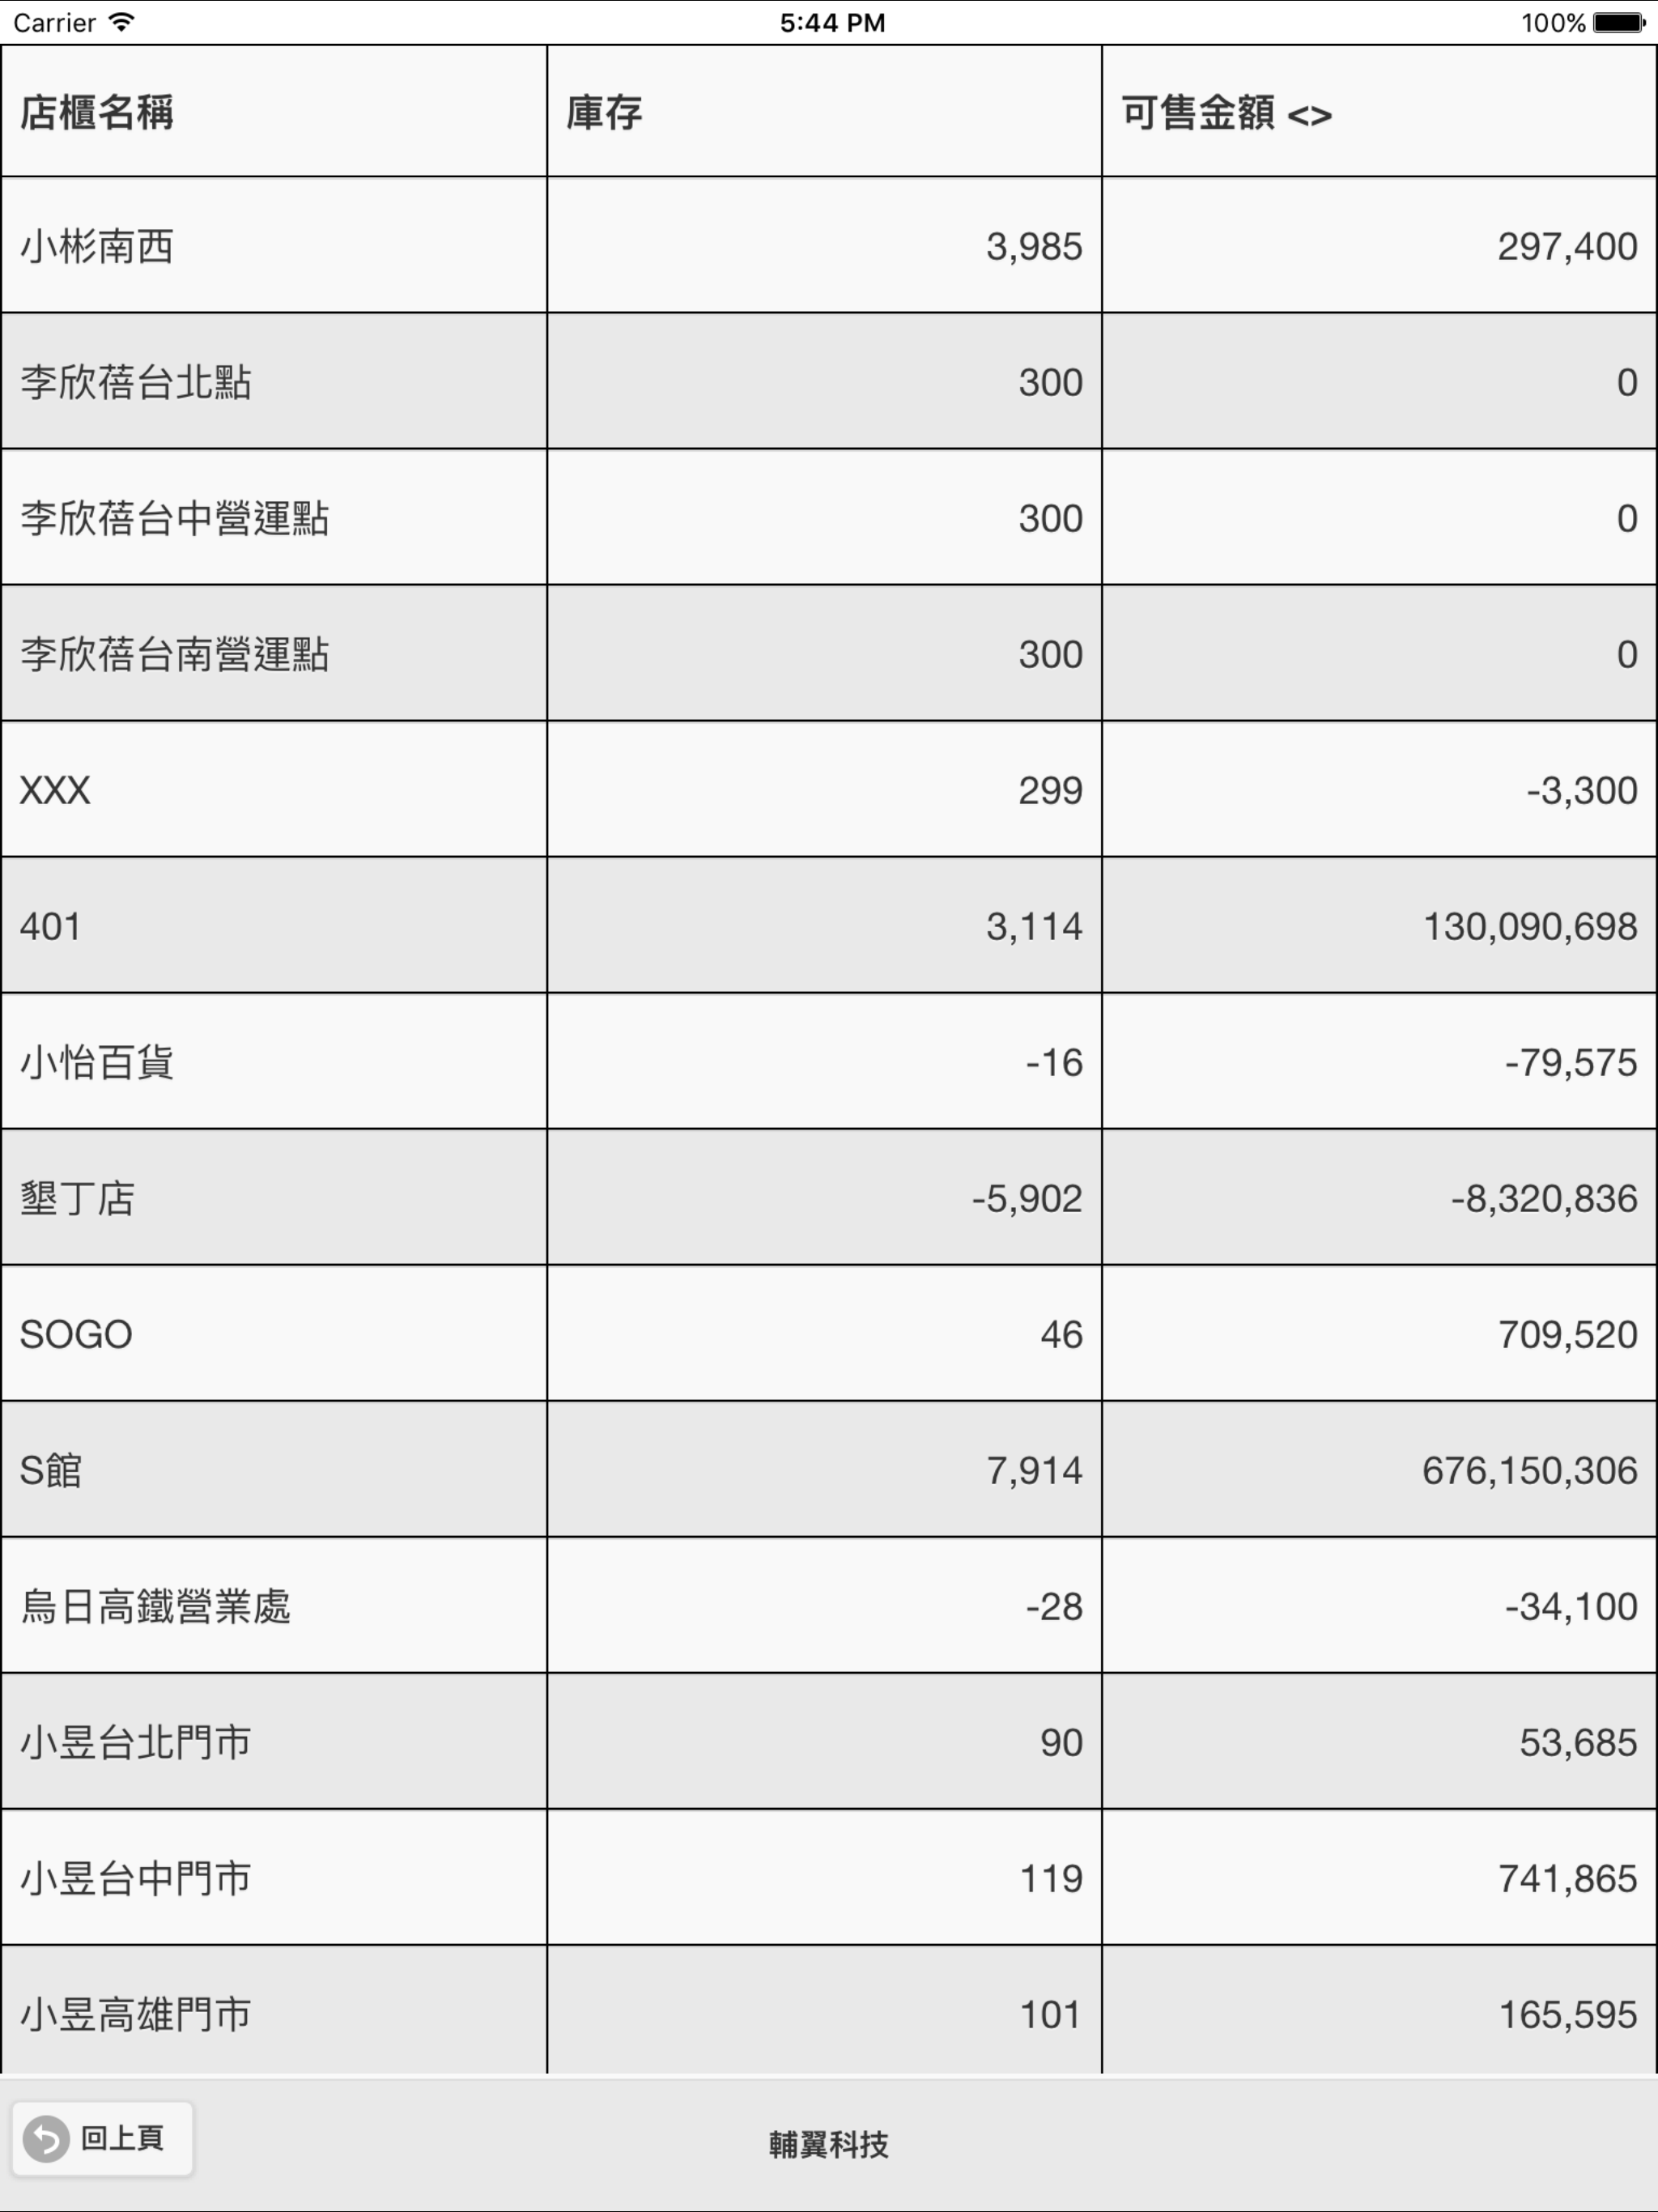 Carrier 5:44 PM 100%
店櫃名稱 庫存 可售金額 <>
小彬南西 3,985 297,400
李欣蓓台北點 300 0
李欣蓓台中營運點 300 0
李欣蓓台南營運點 300 0
XXX 299 -3,300
401 3,114 130,090,698
小怡百貨 -16 -79,575
墾丁店 -5,902 -8,320,836
SOGO 46 709,520
S館 7,914 676,150,306
烏日高鐵營業處 -28 -34,100
小昱台北門市 90 53,685
小昱台中門市 119 741,865
小昱高雄門市 101 165,595
回上頁 輔翼科技